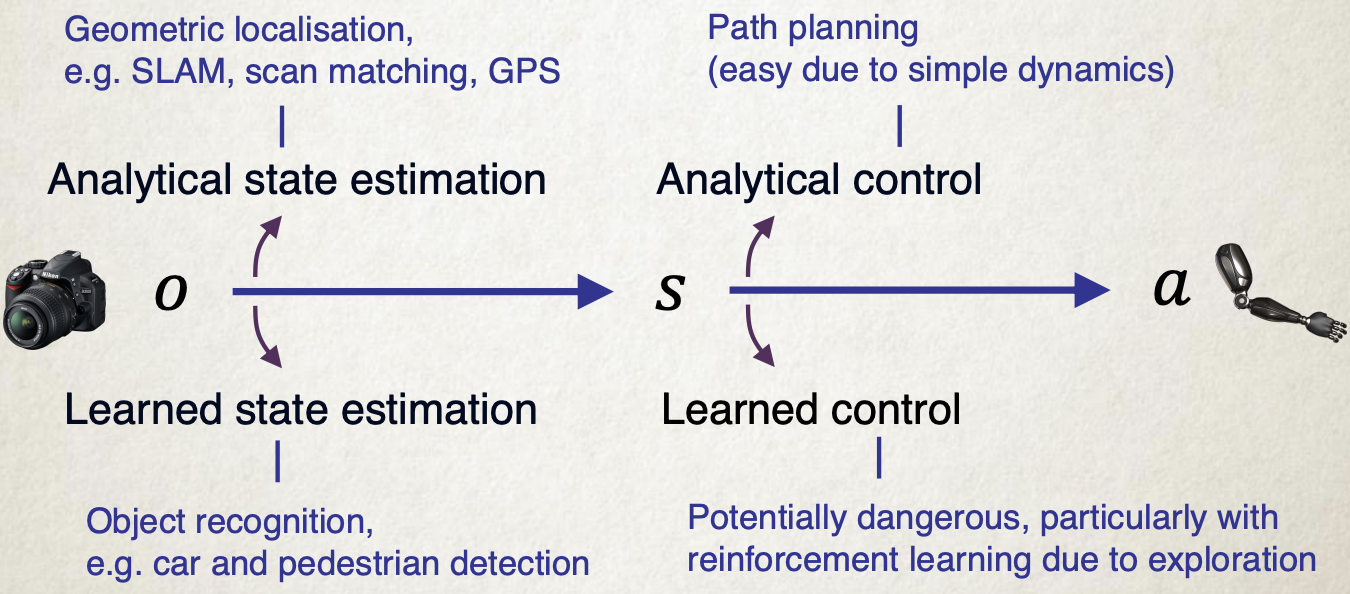 Geometric localisation,
e.g. SLAM, scan matching, GPS
Path planning
(easy due to simple dynamics)
Analytical state estimation
Analytical control
Nikon
o
s
a
Learned state estimation
Learned control
Object recognition,
e.g. car and pedestrian detection
Potentially dangerous, particularly with
reinforcement learning due to exploration